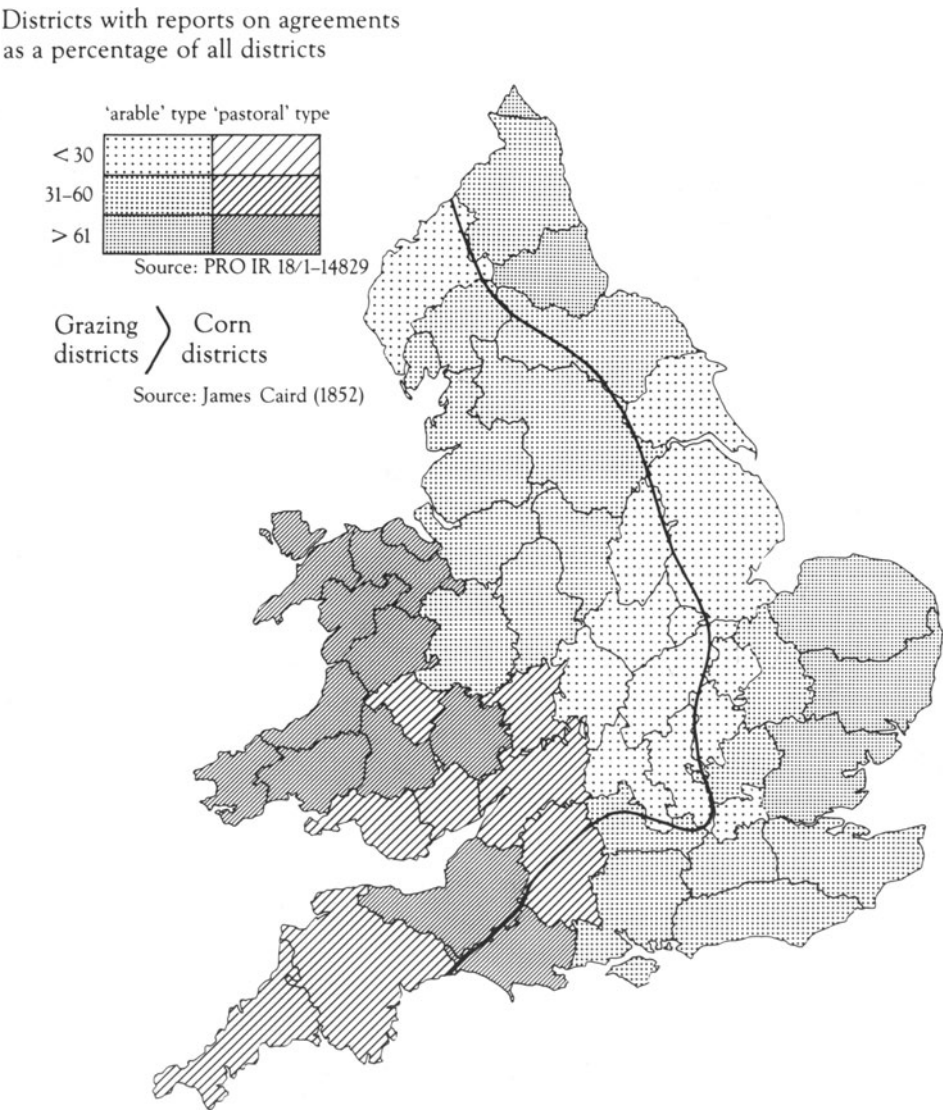 Districts with reports on agreements
as a percentage of all districts
‘arable’ type ‘pastoral’ type
< 30
31–60
> 61
Source: PRO IR 18/1–14829
Grazing Corn
districts districts
Source: James Caird (1852)